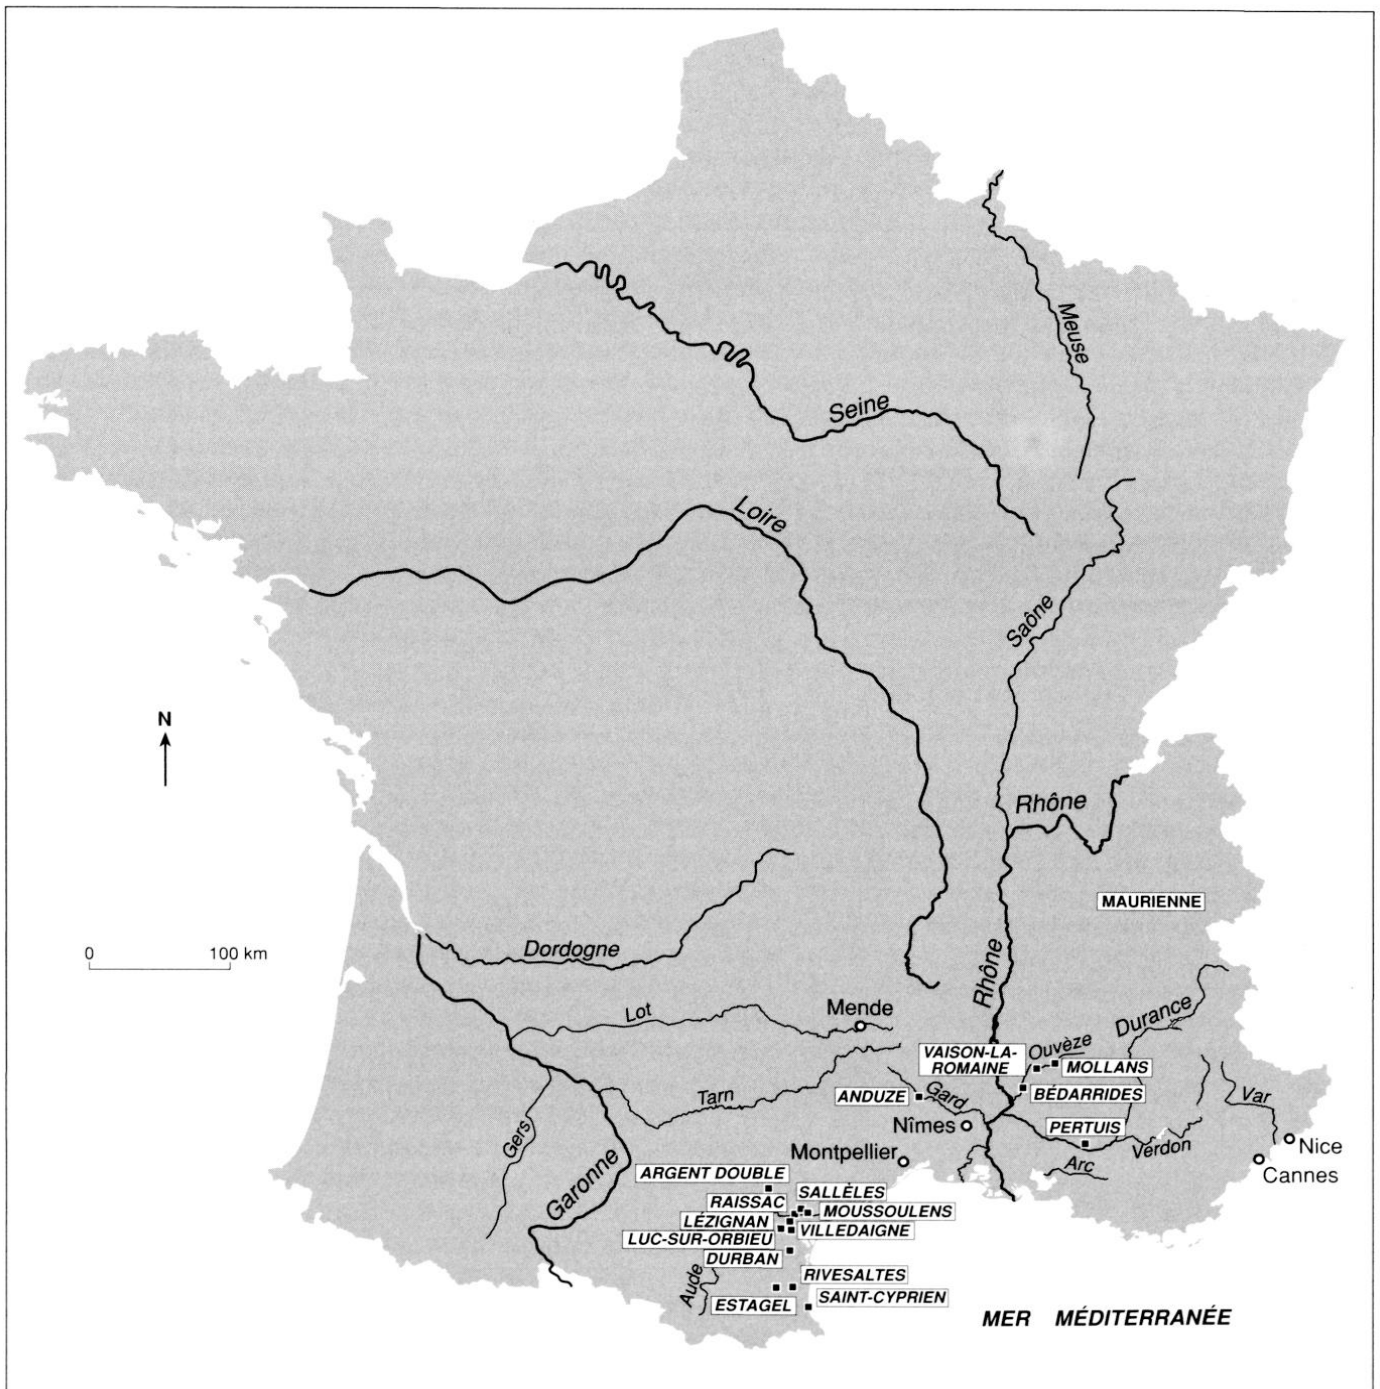 Meuse
Seine
Loire
Saône
N
Rhône
MAURIENNE
0 100 km
Dordogne
Rhône
Lot
Mende
Durance
VAISON-LA-
ROMAINE
Ouvèze
MOLLANS
Tarn
ANDUZE
Gard
BÉDARRIDES
Var
Gers
Nîmes
PERTUIS
Verdon
Nice
Garonne
Montpellier
Arc
Cannes
ARGENT DOUBLE
SALLÈLES
RAISSAC
MOUSSOULENS
LÉZIGNAN
VILLEDAIGNE
LUC-SUR-ORBIEU
DURBAN
Aude
RIVESALTES
ESTAGEL
SAINT-CYPRIEN
MER MÉDITERRANÉE